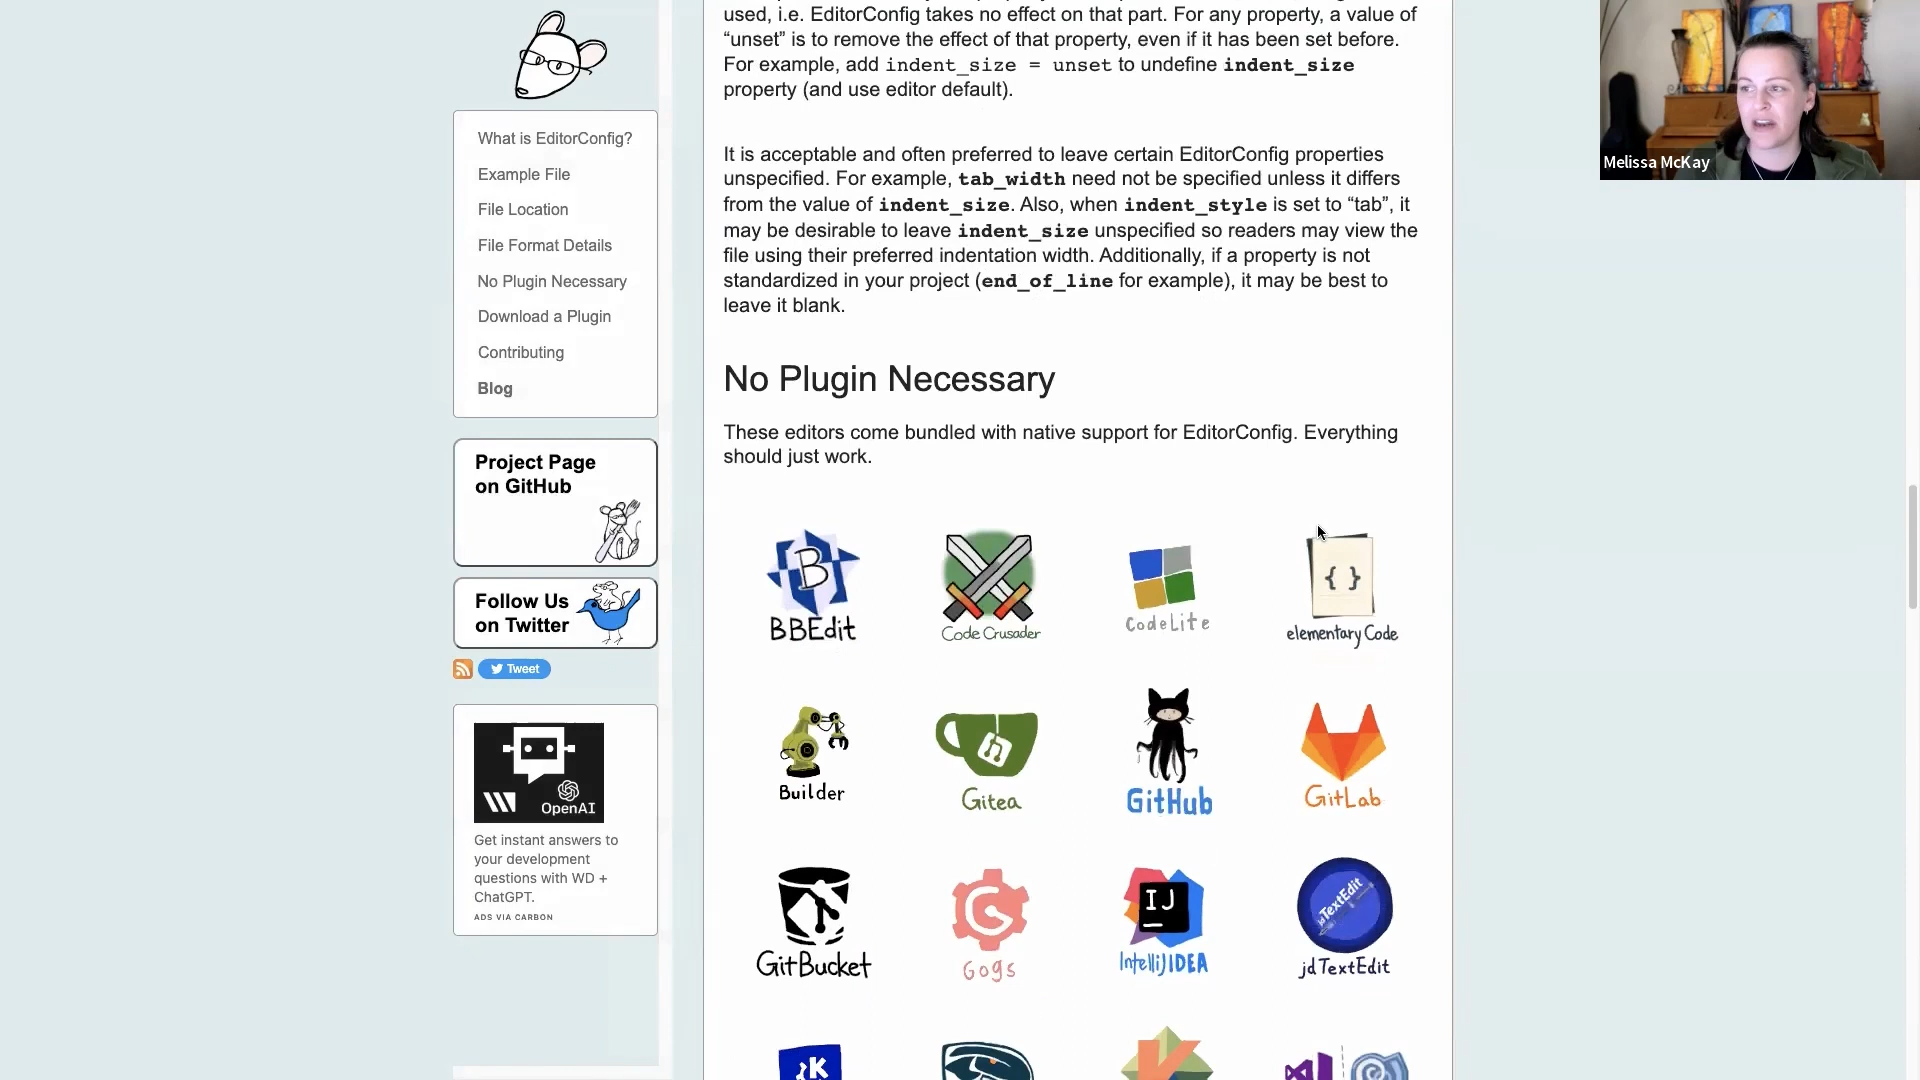 What is EditorConfig?
Example File
File Location
File Format Details
No Plugin Necessary
Download a Plugin
Contributing
Blog
Project Page
on GitHub
Follow Us
on Twitter
Tweet
OpenAI
Get instant answers to
your development
questions with WD +
ChatGPT.
ADS VIA CARBON
used, i.e. EditorConfig takes no effect on that part. For any property, a value of
“unset” is to remove the effect of that property, even if it has been set before.
For example, add indent_size = unset to undefine indent_size
property (and use editor default).
It is acceptable and often preferred to leave certain EditorConfig properties
unspecified. For example, tab_width need not be specified unless it differs
from the value of indent_size. Also, when indent_style is set to “tab”, it
may be desirable to leave indent_size unspecified so readers may view the
file using their preferred indentation width. Additionally, if a property is not
standardized in your project (end_of_line for example), it may be best to
leave it blank.
No Plugin Necessary
These editors come bundled with native support for EditorConfig. Everything
should just work.
B
BBEdit
Code Crusader
CodeLite
{ }
elementary Code
Builder
Gitea
GitHub
GitLab
GitBucket
Gogs
IJ
IntelliJ IDEA
jdTextEdit
jdTextEdit
K
Melissa McKay